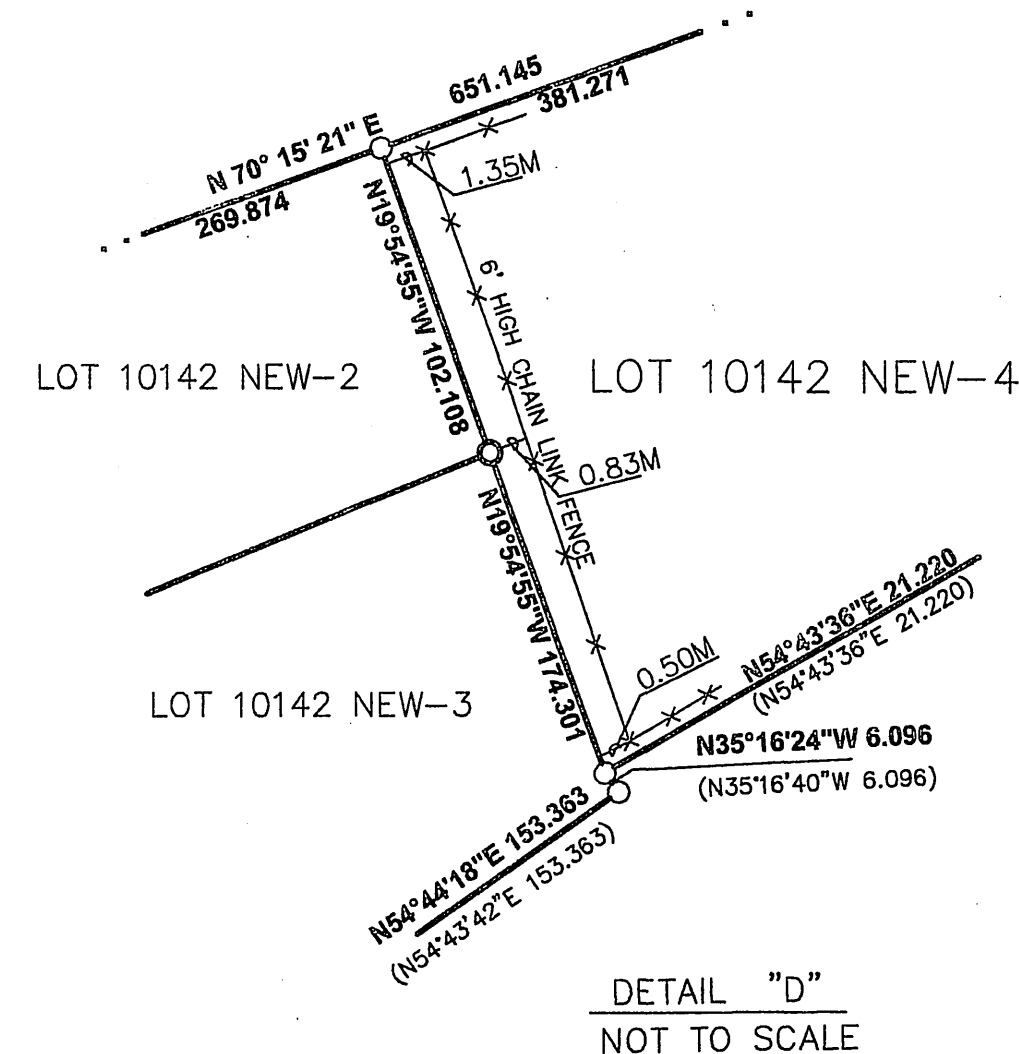 651.145
381.271
N 70° 15' 21" E
269.874
1.35M
N19°54'55"W 102.108
6' HIGH CHAIN LINK FENCE
LOT 10142 NEW-2
LOT 10142 NEW-4
0.83M
N19°54'55"W 174.301
LOT 10142 NEW-3
0.50M
N54°43'36"E 21.220
(N54°43'36"E 21.220)
N35°16'24"W 6.096
(N35°16'40"W 6.096)
N54°44'18"E 153.363
(N54°43'42"E 153.363)
DETAIL "D"
NOT TO SCALE